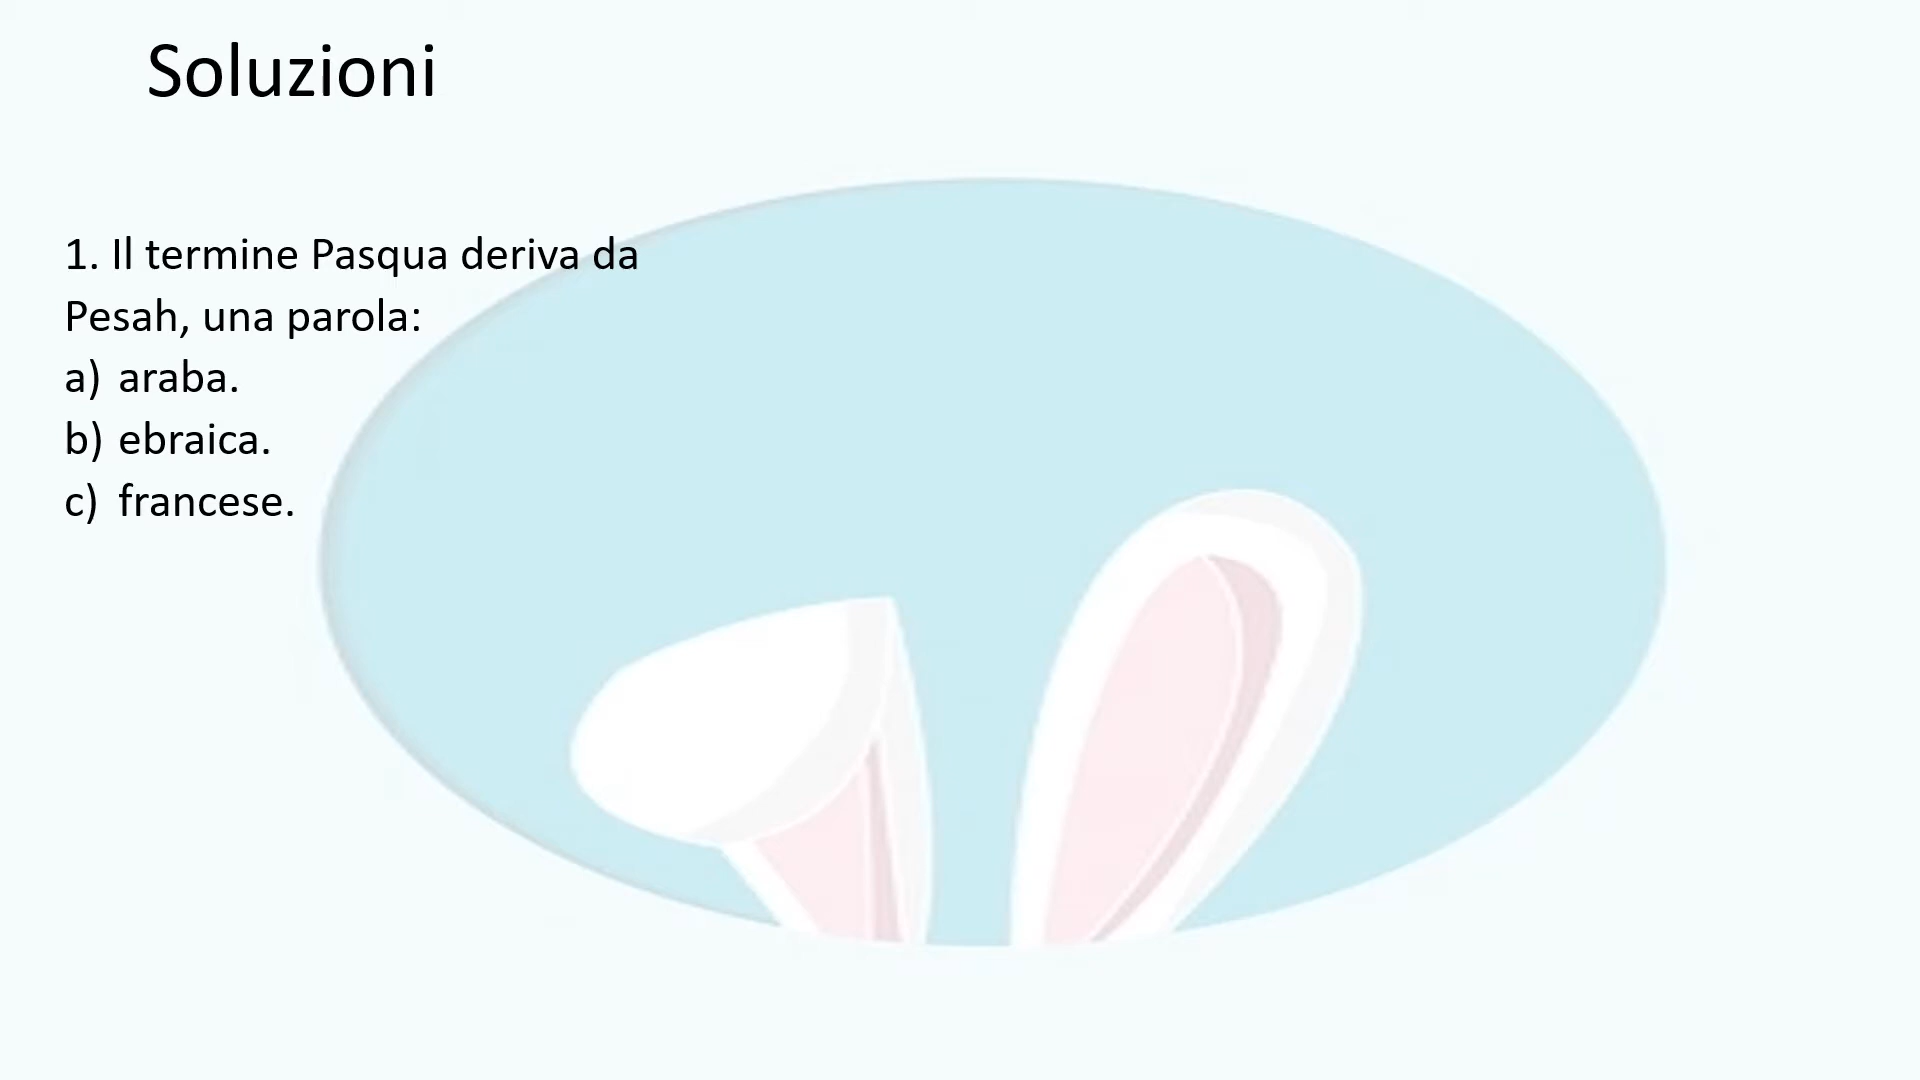 Soluzioni
1. Il termine Pasqua deriva da
Pesah, una parola:
a) araba.
b) ebraica.
c) francese.